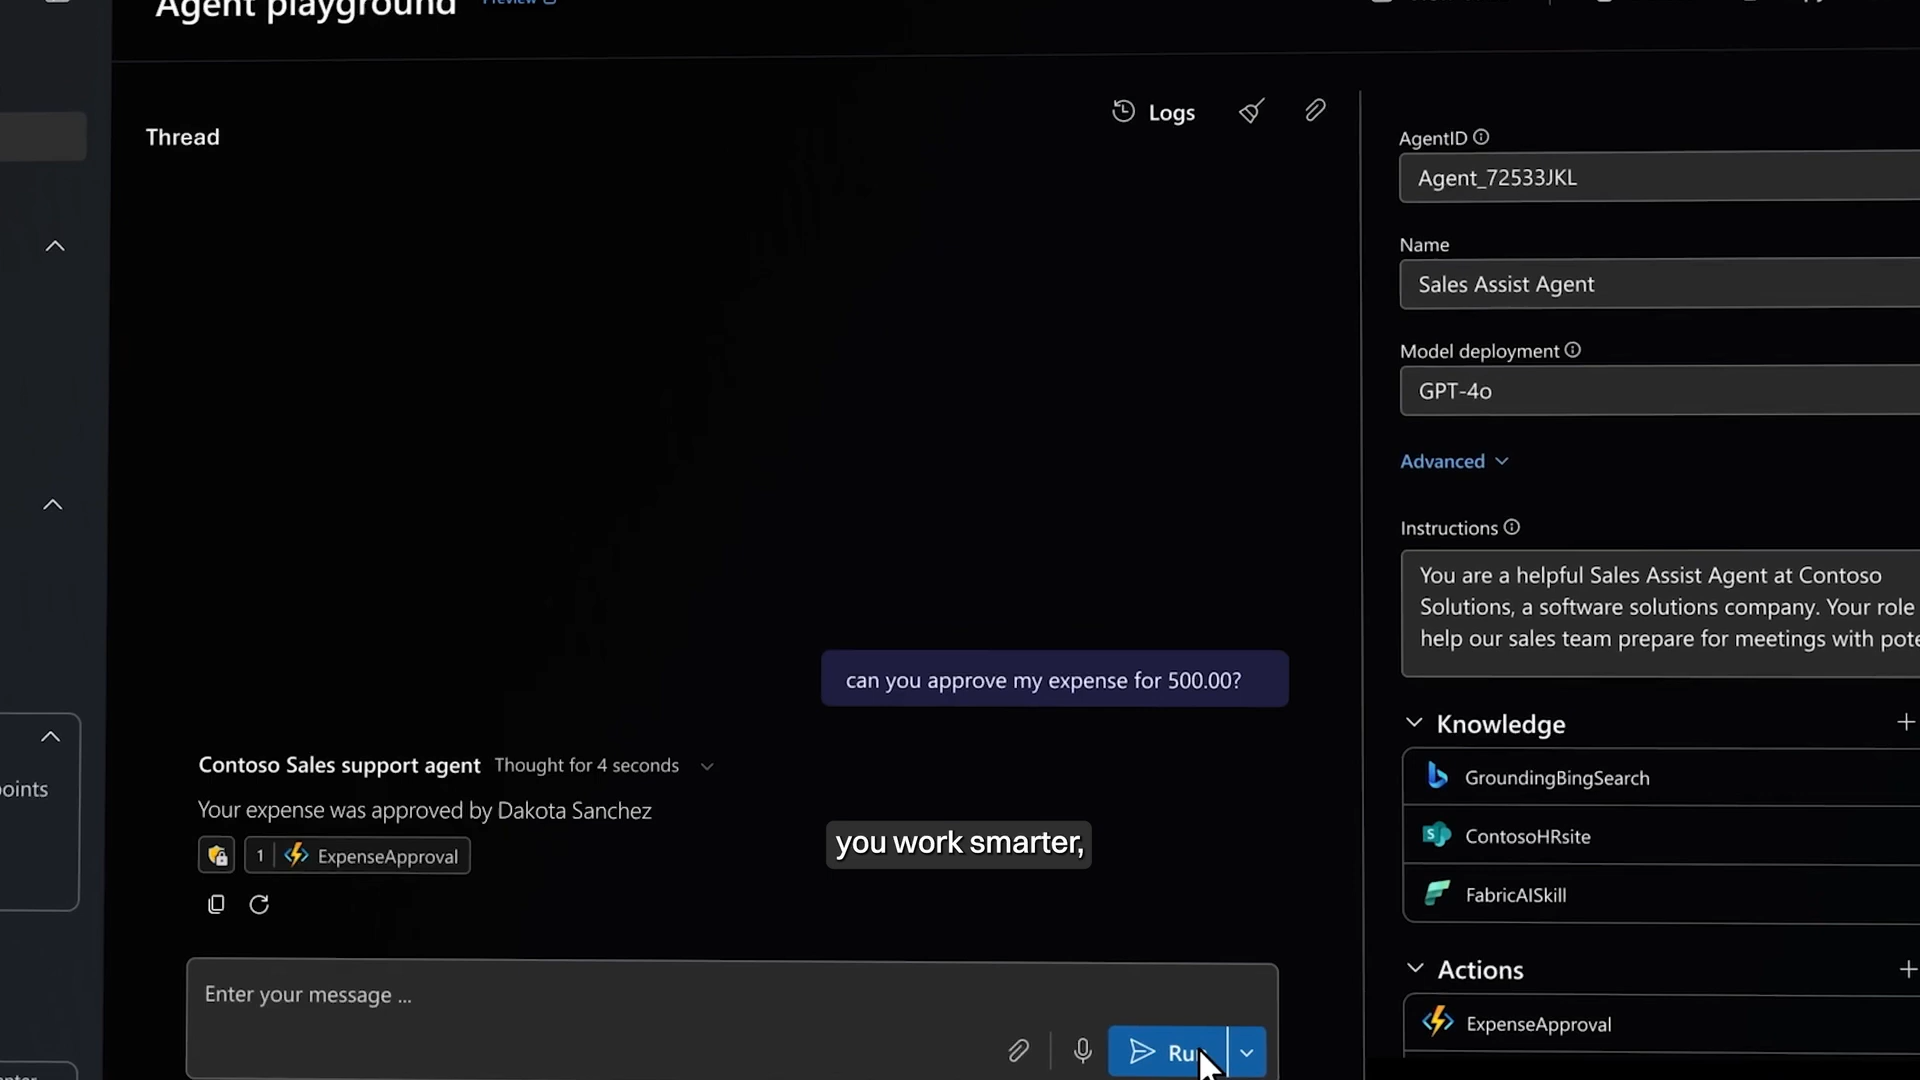 Agent playground
Preview
Logs
Thread
AgentID
Agent_72533JKL
Name
Sales Assist Agent
Model deployment
GPT-4o
Advanced
Instructions
You are a helpful Sales Assist Agent at Contoso
Solutions, a software solutions company. Your role
help our sales team prepare for meetings with pote
can you approve my expense for 500.00?
Contoso Sales support agent Thought for 4 seconds
Your expense was approved by Dakota Sanchez
1 ExpenseApproval
you work smarter,
oints
Knowledge
GroundingBingSearch
ContosoHRsite
FabricAISkill
Actions
ExpenseApproval
Enter your message ...
Run